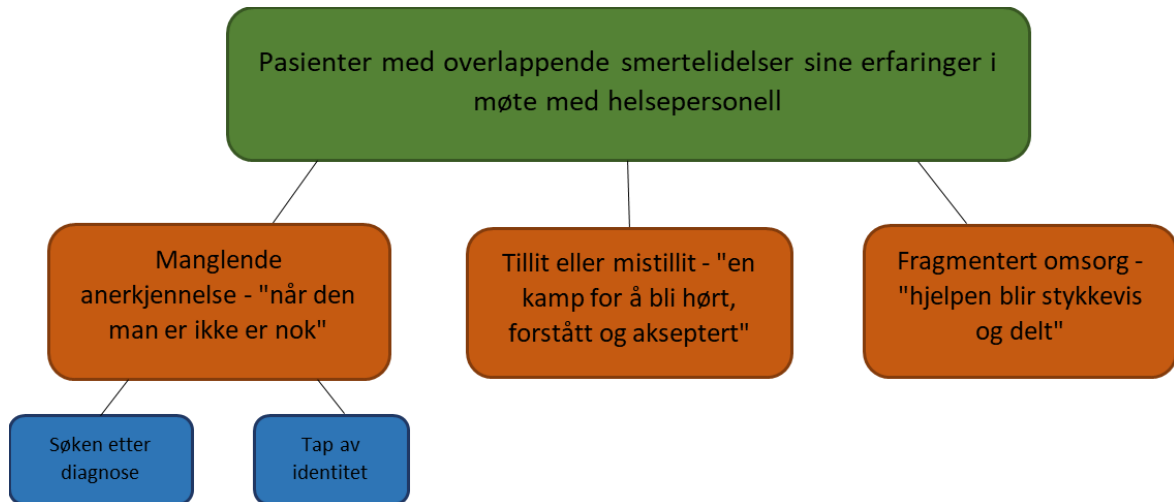 Pasienter med overlappende smertelidelser sine erfaringer i
møte med helsepersonell
Manglende
anerkjennelse - "når den
man er ikke er nok"
Tillit eller mistillit - "en
kamp for å bli hørt,
forstått og akseptert"
Fragmentert omsorg -
"hjelpen blir stykkevis
og delt"
Søken etter
diagnose
Tap av
identitet